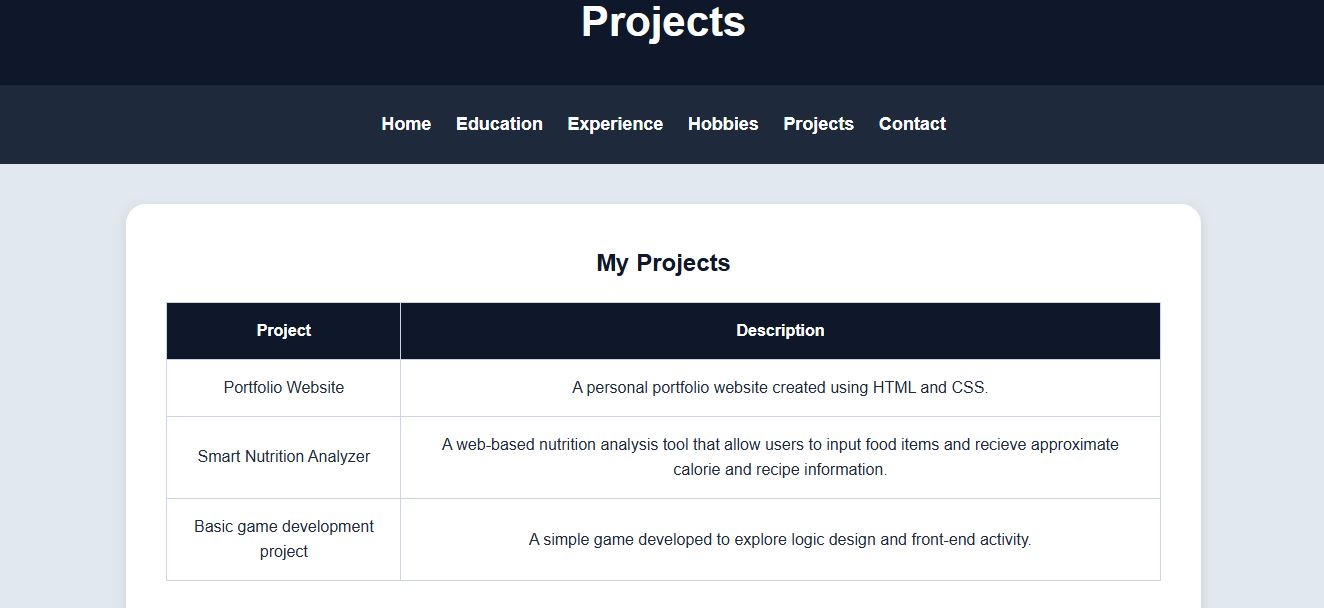 Projects
Home Education Experience Hobbies Projects Contact
My Projects
Project Description
Portfolio Website A personal portfolio website created using HTML and CSS.
Smart Nutrition Analyzer
A web-based nutrition analysis tool that allow users to input food items and recieve approximate
calorie and recipe information.
Basic game development
project
A simple game developed to explore logic design and front-end activity.